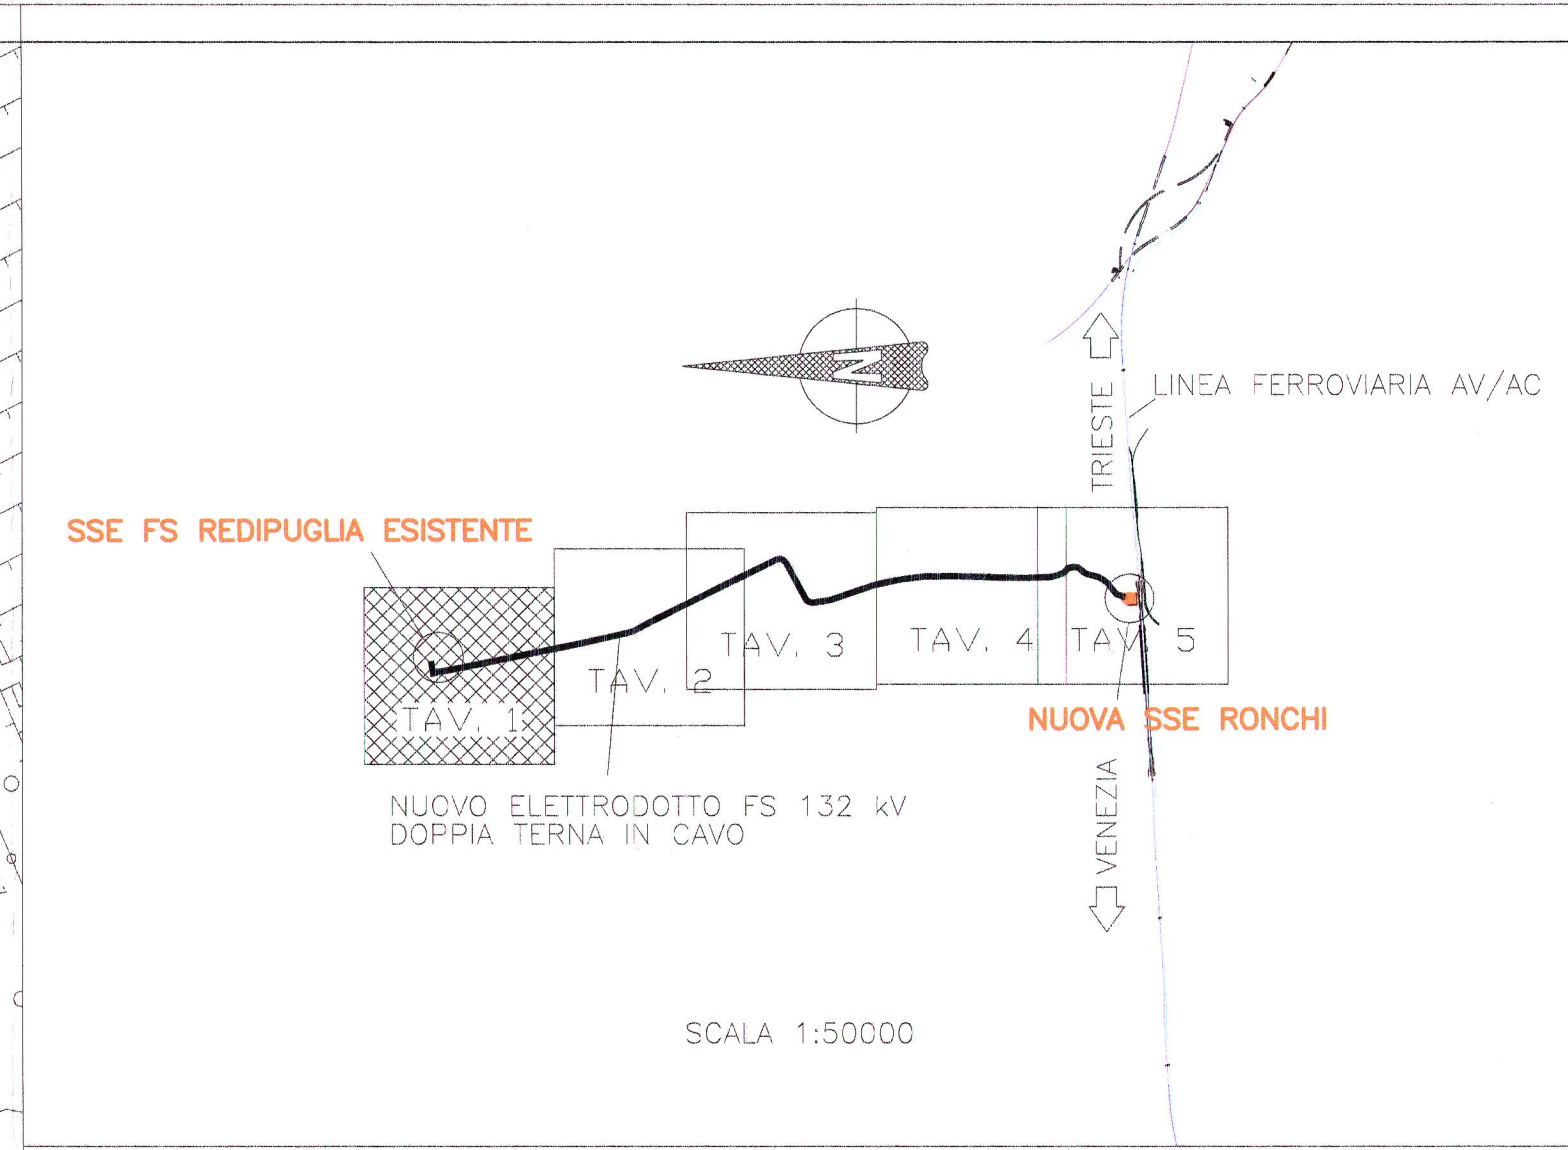 N
LINEA FERROVIARIA AV/AC
TRIESTE
SSE FS REDIPUGLIA ESISTENTE
TAV. 1
TAV. 2
TAV. 3
TAV. 4
TAV. 5
NUOVA SSE RONCHI
NUOVO ELETTRODOTTO FS 132 kV
DOPPIA TERNA IN CAVO
VENEZIA
SCALA 1:50000